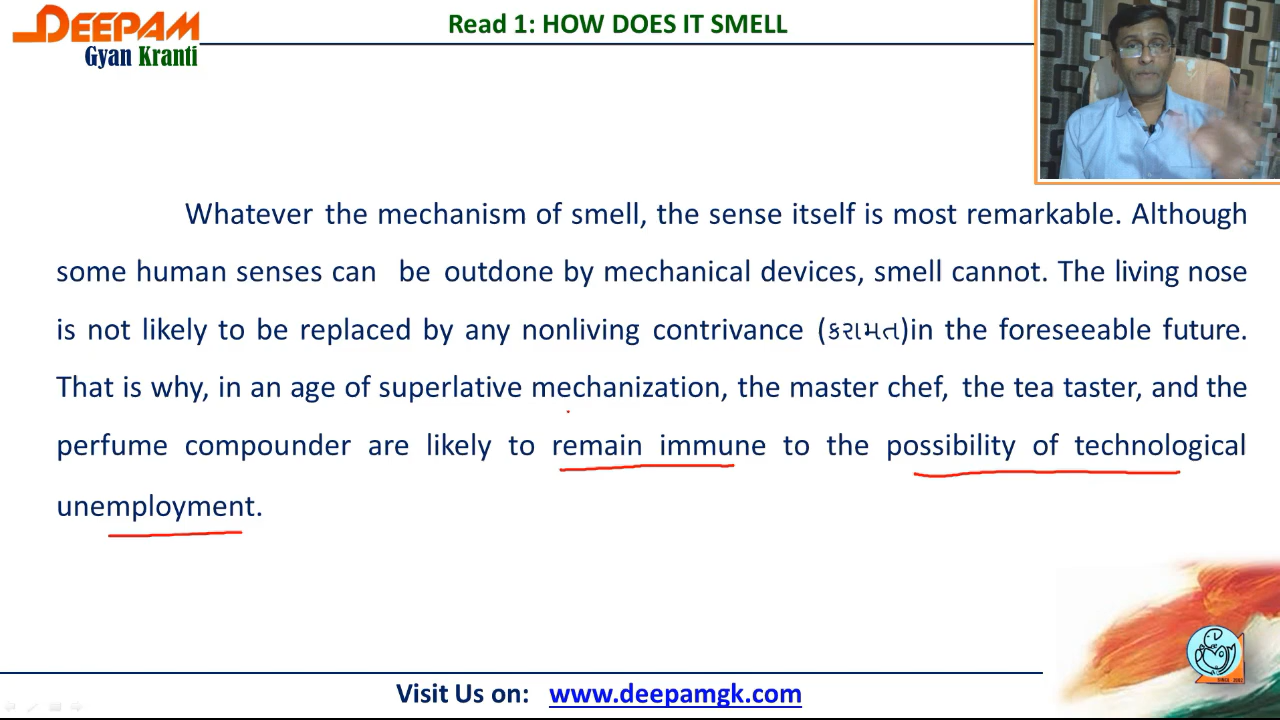 DEEPAM
Gyan Kranti
Read 1: HOW DOES IT SMELL
Whatever the mechanism of smell, the sense itself is most remarkable. Although
some human senses can be outdone by mechanical devices, smell cannot. The living nose
is not likely to be replaced by any nonliving contrivance (કરામત)in the foreseeable future.
That is why, in an age of superlative mechanization, the master chef, the tea taster, and the
perfume compounder are likely to remain immune to the possibility of technological
unemployment.
SINCE 2002
Visit Us on: www.deepamgk.com